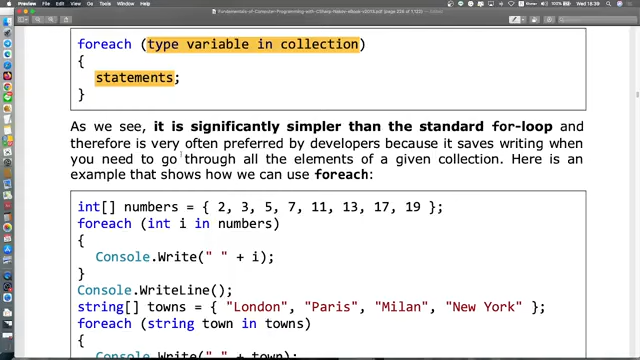 Preview File Edit View Go Tools Window Help
foreach (type variable in collection)
{
statements;
}
As we see, it is significantly simpler than the standard for-loop and
therefore is very often preferred by developers because it saves writing when
you need to go through all the elements of a given collection. Here is an
example that shows how we can use foreach:
int[] numbers = { 2, 3, 5, 7, 11, 13, 17, 19 };
foreach (int i in numbers)
{
Console.Write(" " + i);
}
Console.WriteLine();
string[] towns = { "London", "Paris", "Milan", "New York" };
foreach (string town in towns)
{
Console.Write(" " + town);